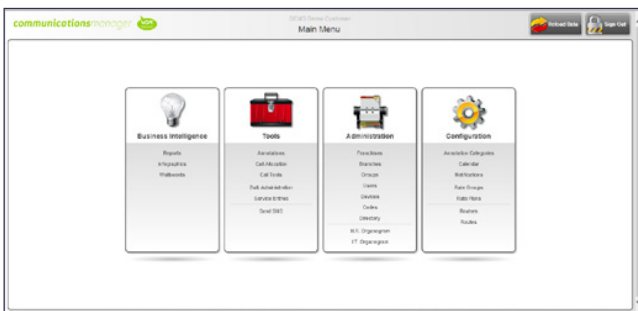 communicationsmanager
DEMO Demo Customer
Main Menu
Reload Data
Sign Out
Business Intelligence
Reports
Infographics
Wallboards
Tools
Annotations
Call Allocation
Call Costs
Bulk Administration
Service Entries
Send SMS
Administration
Franchises
Branches
Groups
Users
Devices
Codes
Directory
H.R. Organogram
I.T. Organogram
Configuration
Annotation Categories
Calendar
Notifications
Rate Groups
Rate Plans
Routers
Routes